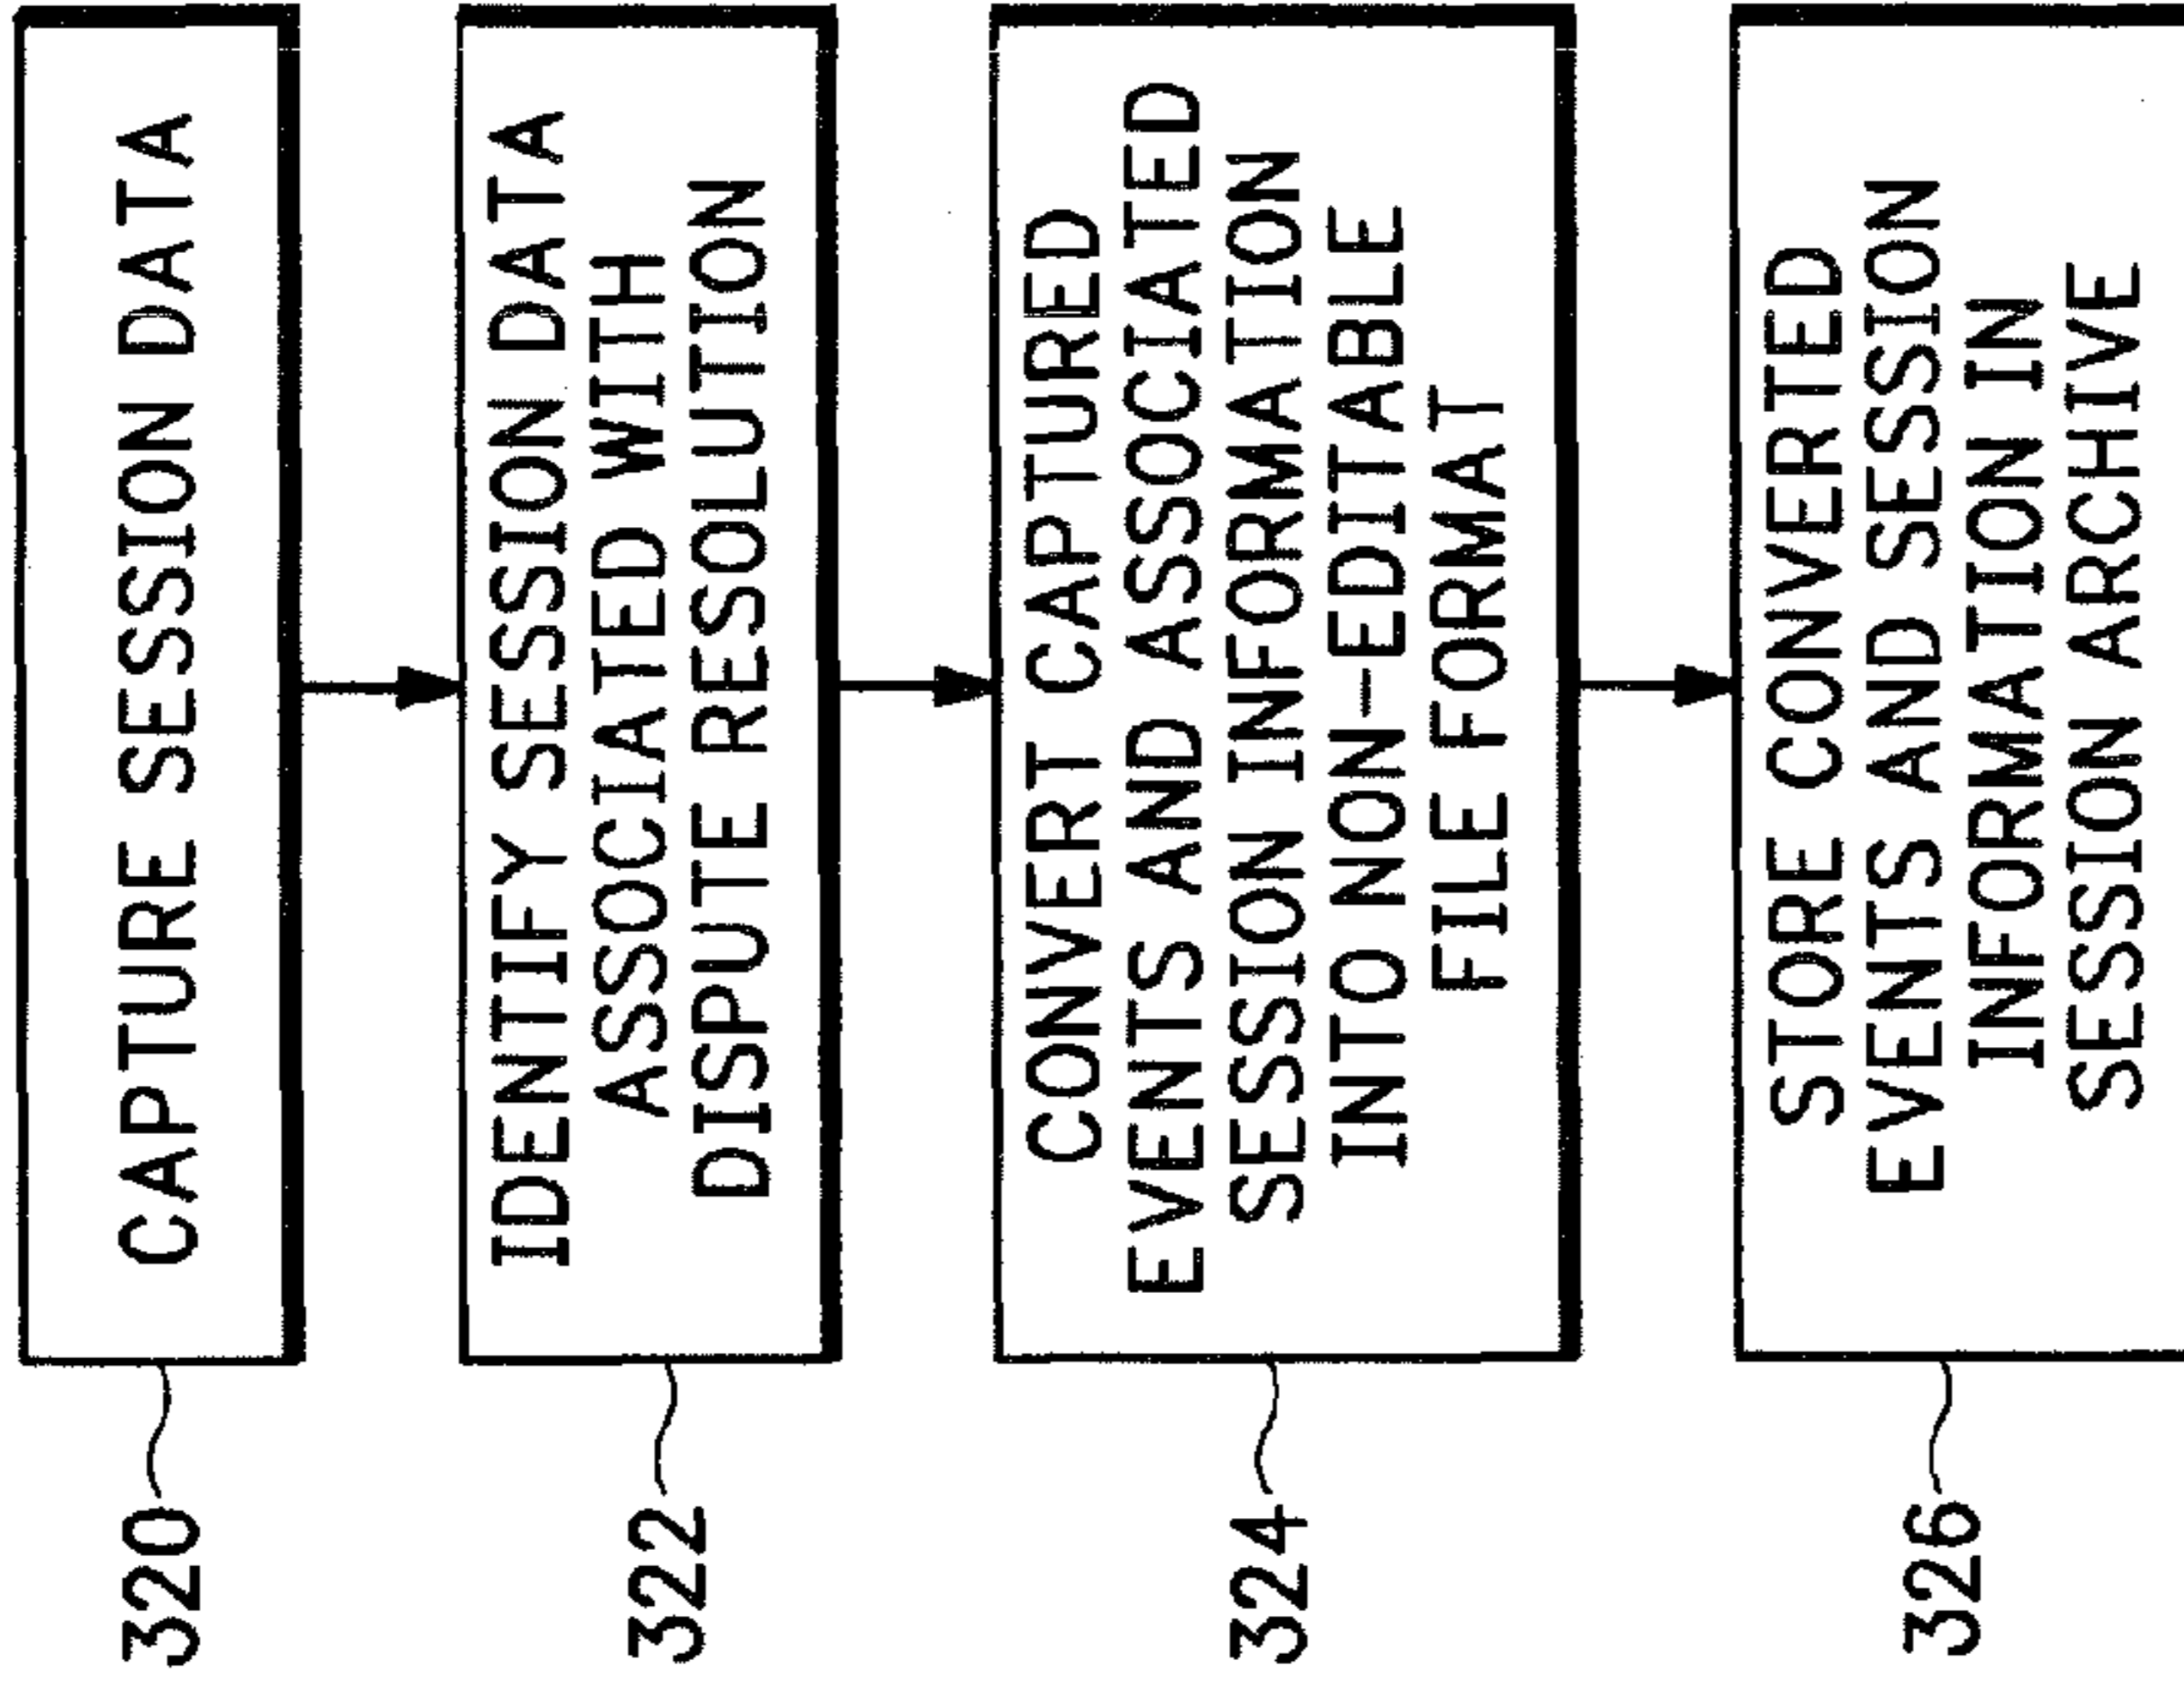 320
CAPTURE SESSION DATA
322
IDENTIFY SESSION DATA
ASSOCIATED WITH
DISPUTE RESOLUTION
324
CONVERT CAPTURED
EVENTS AND ASSOCIATED
SESSION INFORMATION
INTO NON-EDITABLE
FILE FORMAT
326
STORE CONVERTED
EVENTS AND SESSION
INFORMATION IN
SESSION ARCHIVE